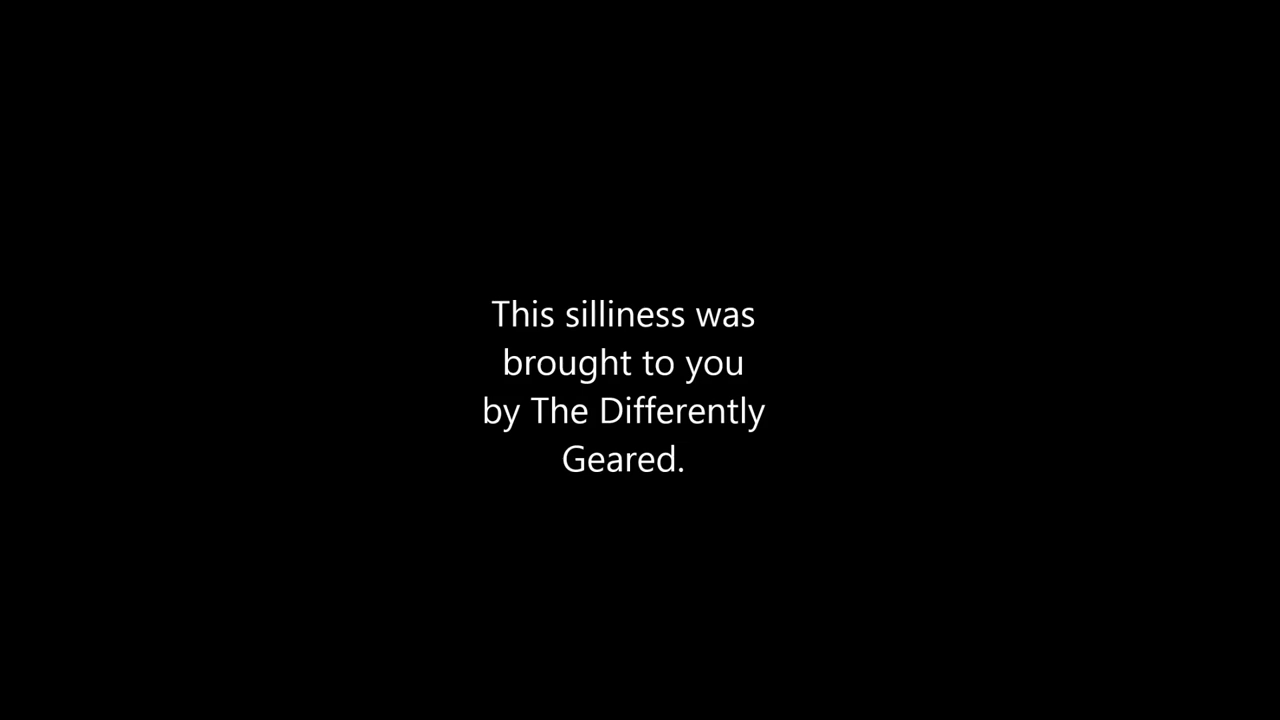 This silliness was
brought to you
by The Differently
Geared.